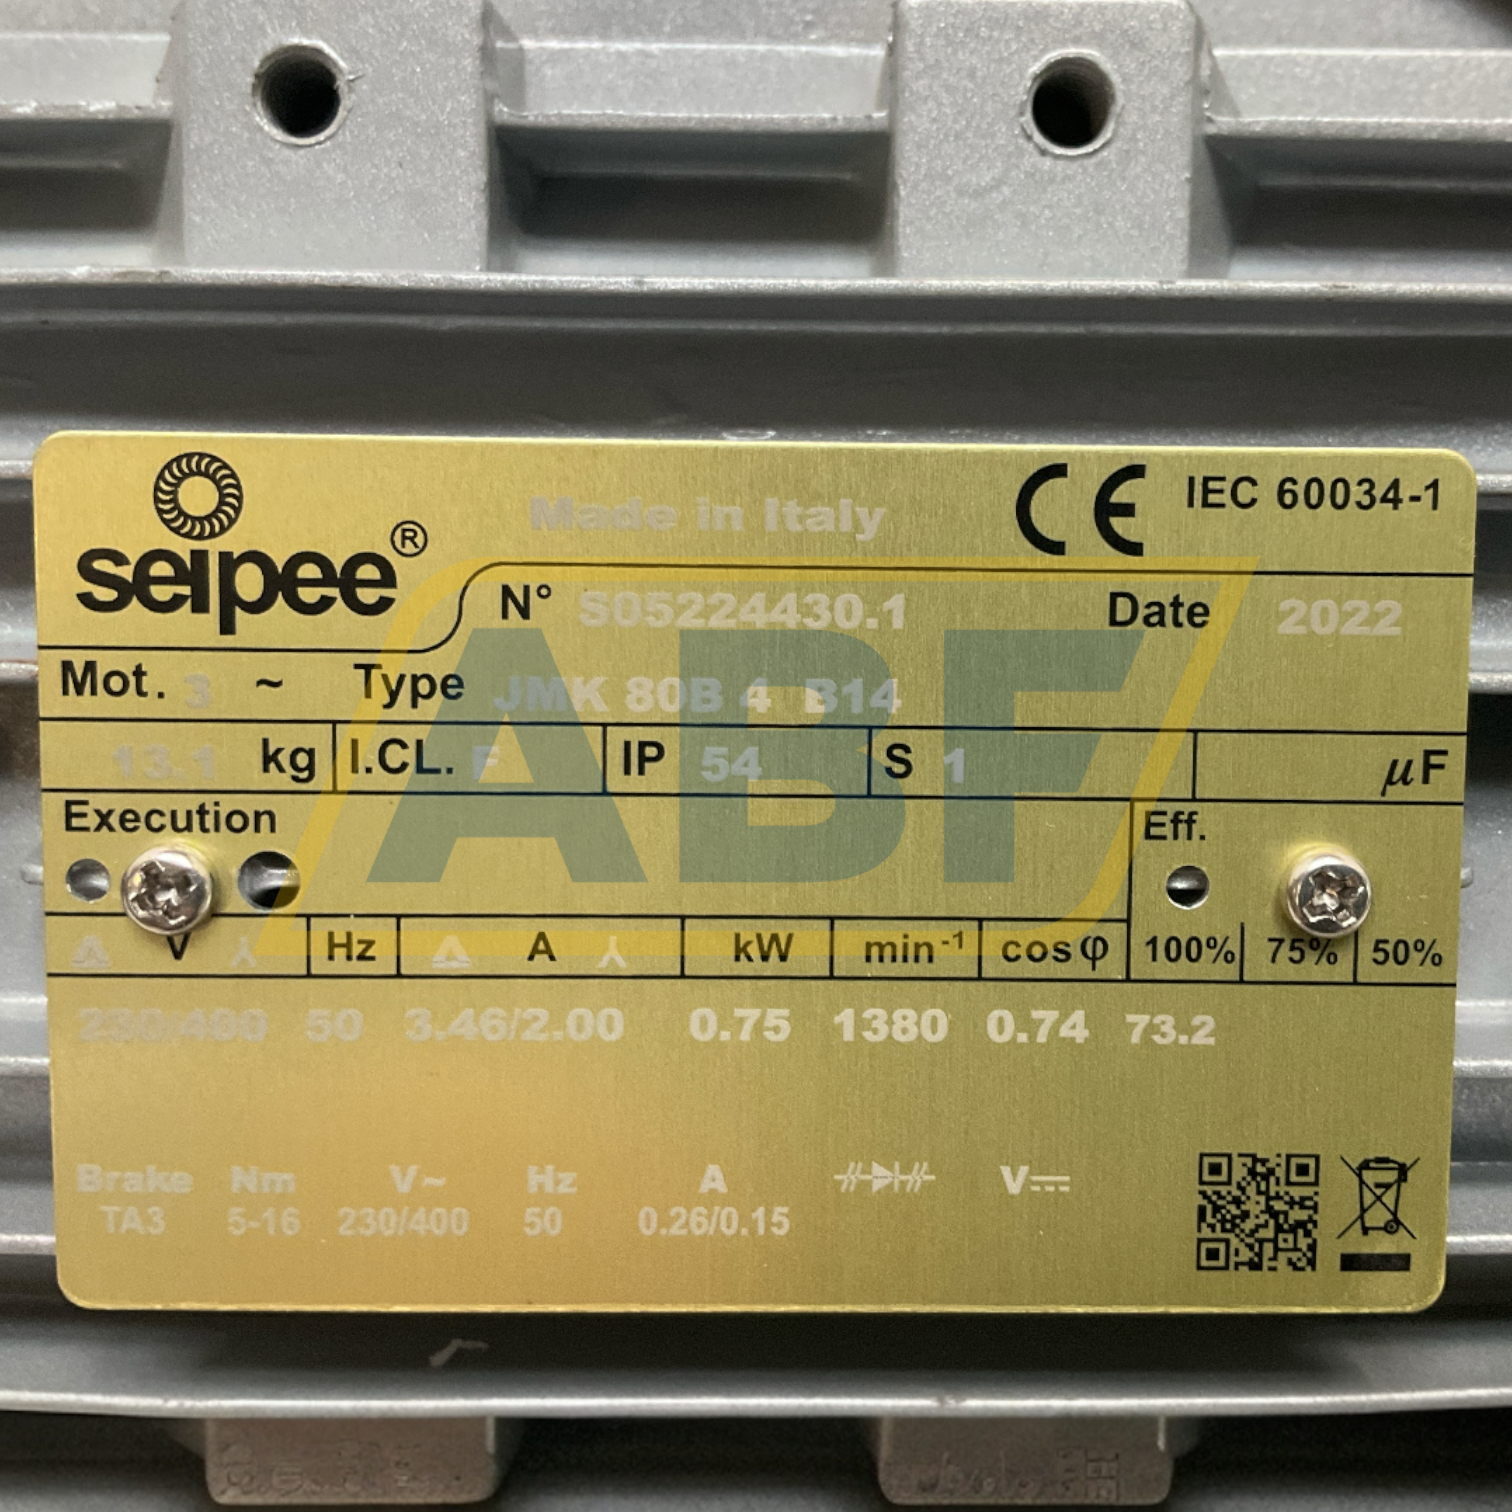 seipee®
Made in Italy
CE IEC 60034-1
N° S05224430.1 Date 2022
Mot. 3 ~ Type JMK 80B 4 B14
13.1 kg I.CL. F IP 54 S 1 µF
Execution Eff.
△ V Y Hz △ A Y kW min⁻¹ cosφ 100% 75% 50%
230/400 50 3.46/2.00 0.75 1380 0.74 73.2
Brake Nm V~ Hz A V⎓
TA3 5-16 230/400 50 0.26/0.15
ABF